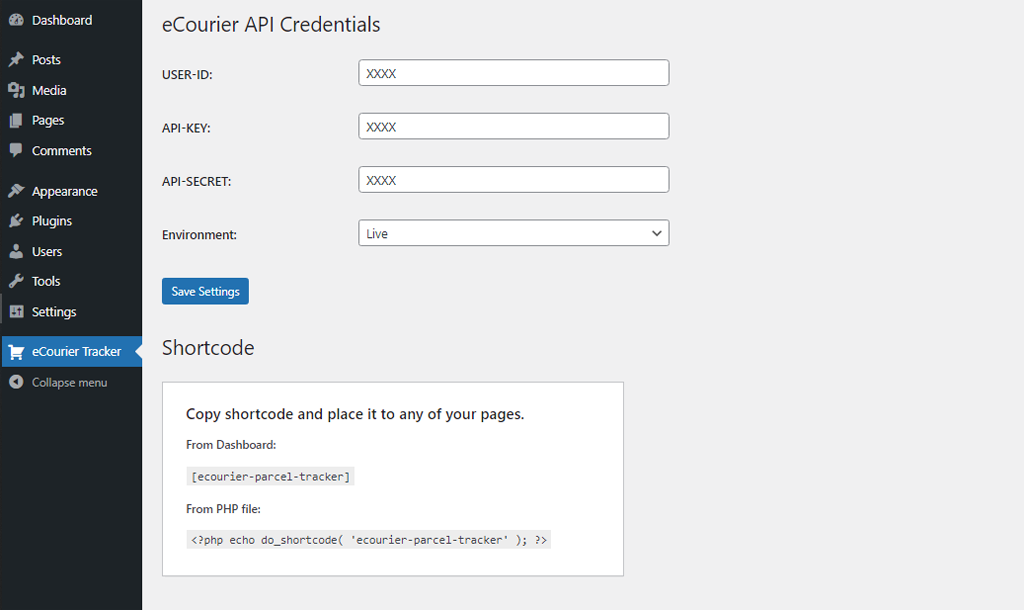 Dashboard
Posts
Media
Pages
Comments
Appearance
Plugins
Users
Tools
Settings
eCourier Tracker
Collapse menu
eCourier API Credentials
USER-ID:
XXXX
API-KEY:
XXXX
API-SECRET:
XXXX
Environment:
Live
Save Settings
Shortcode
Copy shortcode and place it to any of your pages.
From Dashboard:
[ecourier-parcel-tracker]
From PHP file:
<?php echo do_shortcode( 'ecourier-parcel-tracker' ); ?>